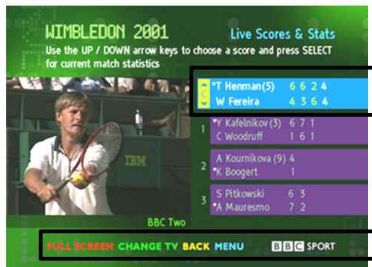 WIMBLEDON 2001
Live Scores & Stats
Use the UP / DOWN arrow keys to choose a score and press SELECT
for current match statistics
C
*T Henman(5) 6 6 2 4
W Fereira 4 3 6 4
1
*Y Kafelnikov(3) 6 7 1
C Woodruff 1 6 1
2
A Kournikova(9) 4
*K Boogert 1
3
S Pitkowski 6 3
*A Mauresmo 7 2
IBM
BBC Two
FULL SCREEN CHANGE TV BACK MENU BBC SPORT